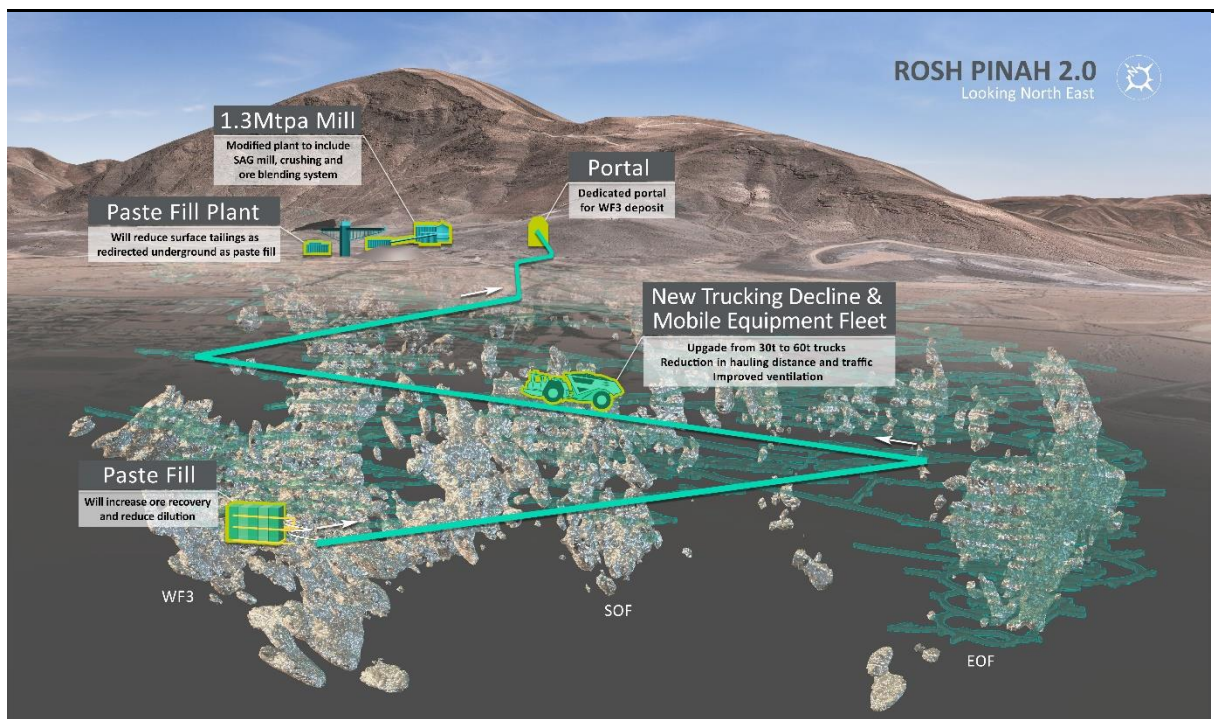 ROSH PINAH 2.0
Looking North East
1.3Mtpa Mill
Modified plant to include
SAG mill, crushing and
ore blending system
Portal
Dedicated portal
for WF3 deposit
Paste Fill Plant
Will reduce surface tailings as
redirected underground as paste fill
New Trucking Decline &
Mobile Equipment Fleet
Upgade from 30t to 60t trucks
Reduction in hauling distance and traffic
Improved ventilation
Paste Fill
Will increase ore recovery
and reduce dilution
WF3
SOF
EOF